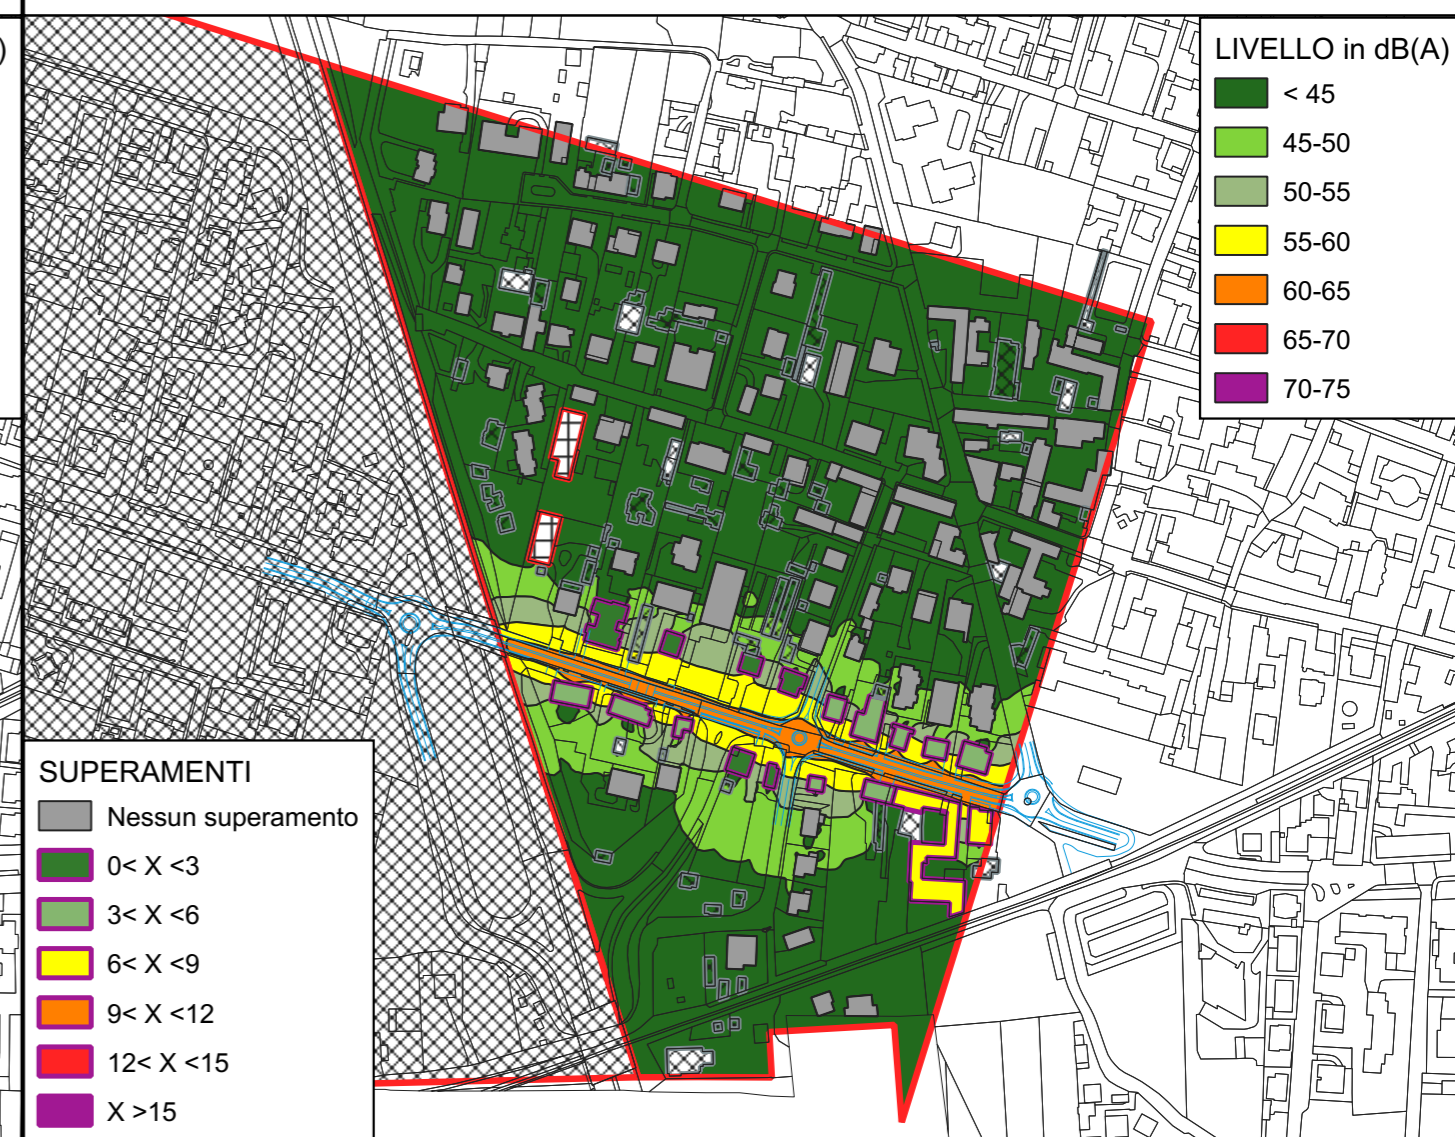 )
LIVELLO in dB(A)
< 45
45-50
50-55
55-60
60-65
65-70
70-75
SUPERAMENTI
Nessun superamento
0< X <3
3< X <6
6< X <9
9< X <12
12< X <15
X >15